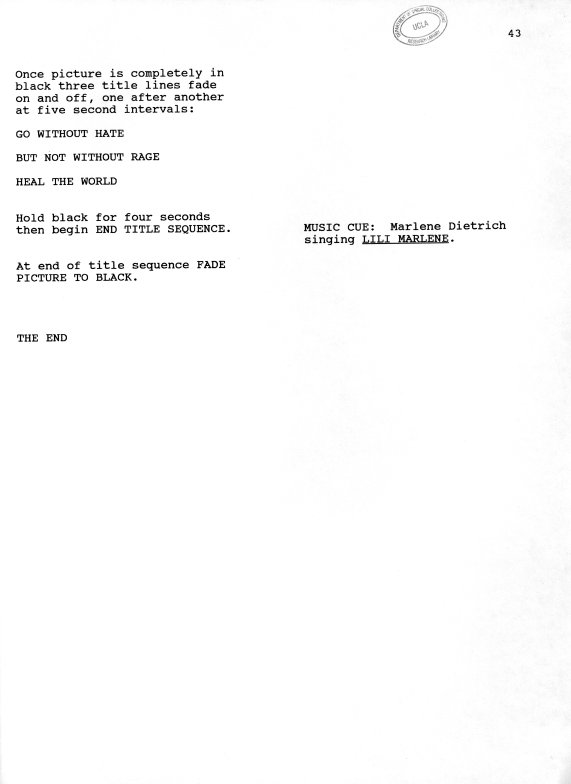 DEPARTMENT OF SPECIAL COLLECTIONS
UCLA
RESEARCH LIBRARY
43
Once picture is completely in
black three title lines fade
on and off, one after another
at five second intervals:
GO WITHOUT HATE
BUT NOT WITHOUT RAGE
HEAL THE WORLD
Hold black for four seconds
then begin END TITLE SEQUENCE.
MUSIC CUE:  Marlene Dietrich
singing LILI MARLENE.
At end of title sequence FADE
PICTURE TO BLACK.
THE END